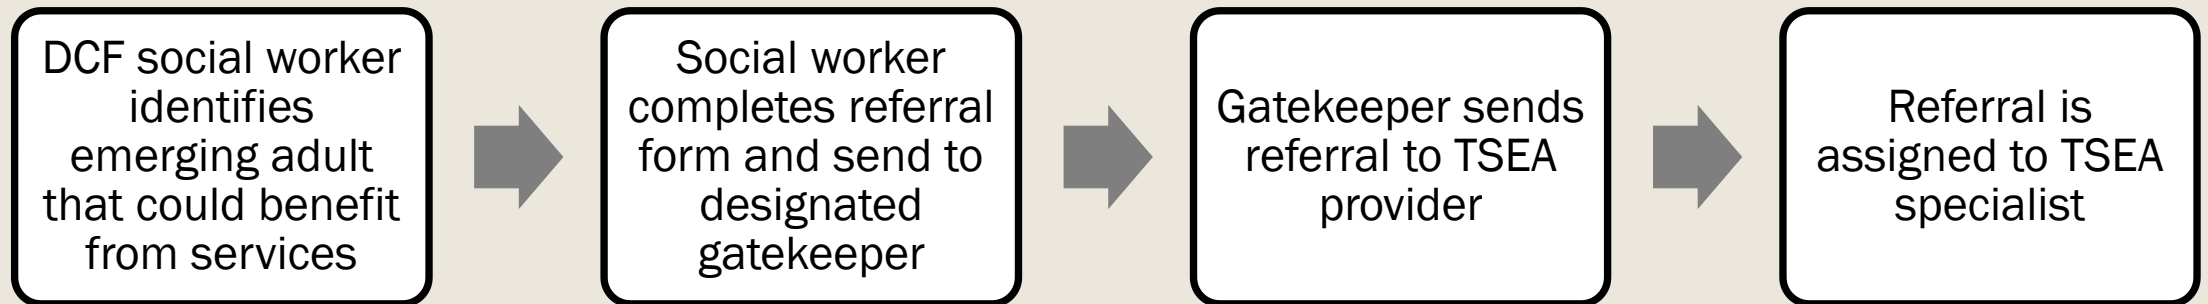 DCF social worker
identifies
emerging adult
that could benefit
from services
Social worker
completes referral
form and send to
designated
gatekeeper
Gatekeeper sends
referral to TSEA
provider
Referral is
assigned to TSEA
specialist